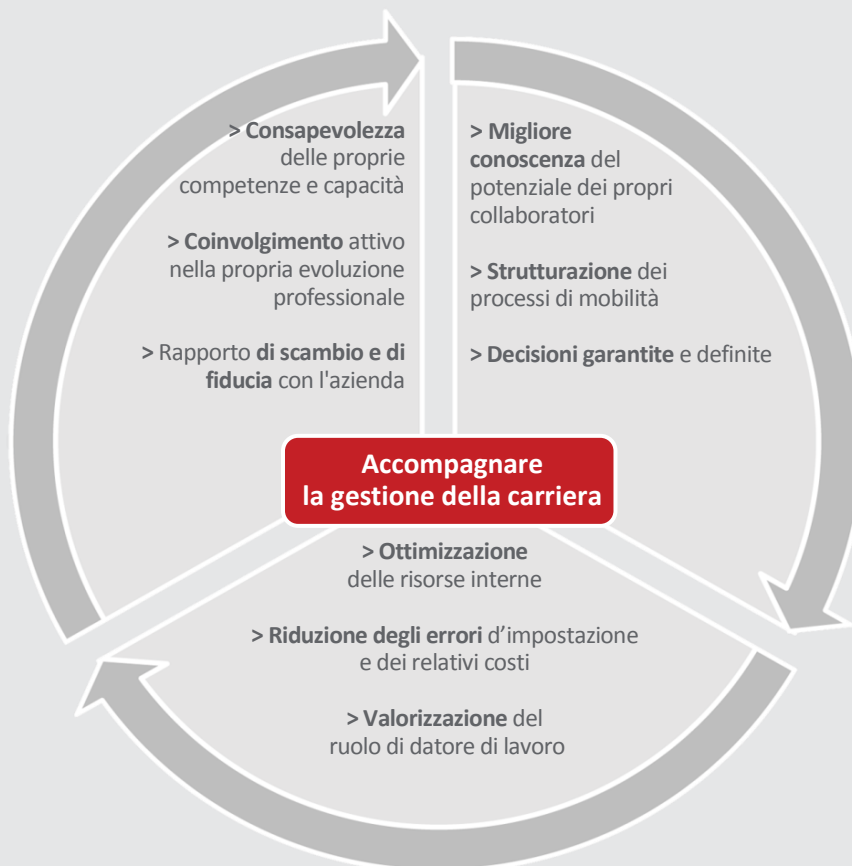 > Consapevolezza
delle proprie
competenze e capacità
> Coinvolgimento attivo
nella propria evoluzione
professionale
> Rapporto di scambio e di
fiducia con l'azienda
> Migliore
conoscenza del
potenziale dei propri
collaboratori
> Strutturazione dei
processi di mobilità
> Decisioni garantite e definite
Accompagnare
la gestione della carriera
> Ottimizzazione
delle risorse interne
> Riduzione degli errori d’impostazione
e dei relativi costi
> Valorizzazione del
ruolo di datore di lavoro